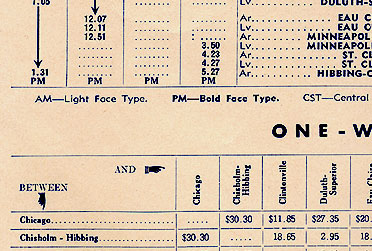 1.05 Lv. DULUTH-S
Ar. EAU C
12.07 Lv. EAU C
12.11 Ar. MINNEAPOL
12.51 3.50 Lv. MINNEAPOL
4.23 Ar. ST. CL
4.27 Lv. ST. CL
1.31 5.27 Ar. HIBBING-C
PM PM PM PM
AM—Light Face Type. PM—Bold Face Type. CST—Central
ONE-W
AND Chicago Chisholm-Hibbing Clintonville Duluth-Superior Eau Claire
BETWEEN
Chicago $30.30 $11.85 $27.35 $20.
Chisholm - Hibbing $30.30 ..... 18.65 2.95 18.